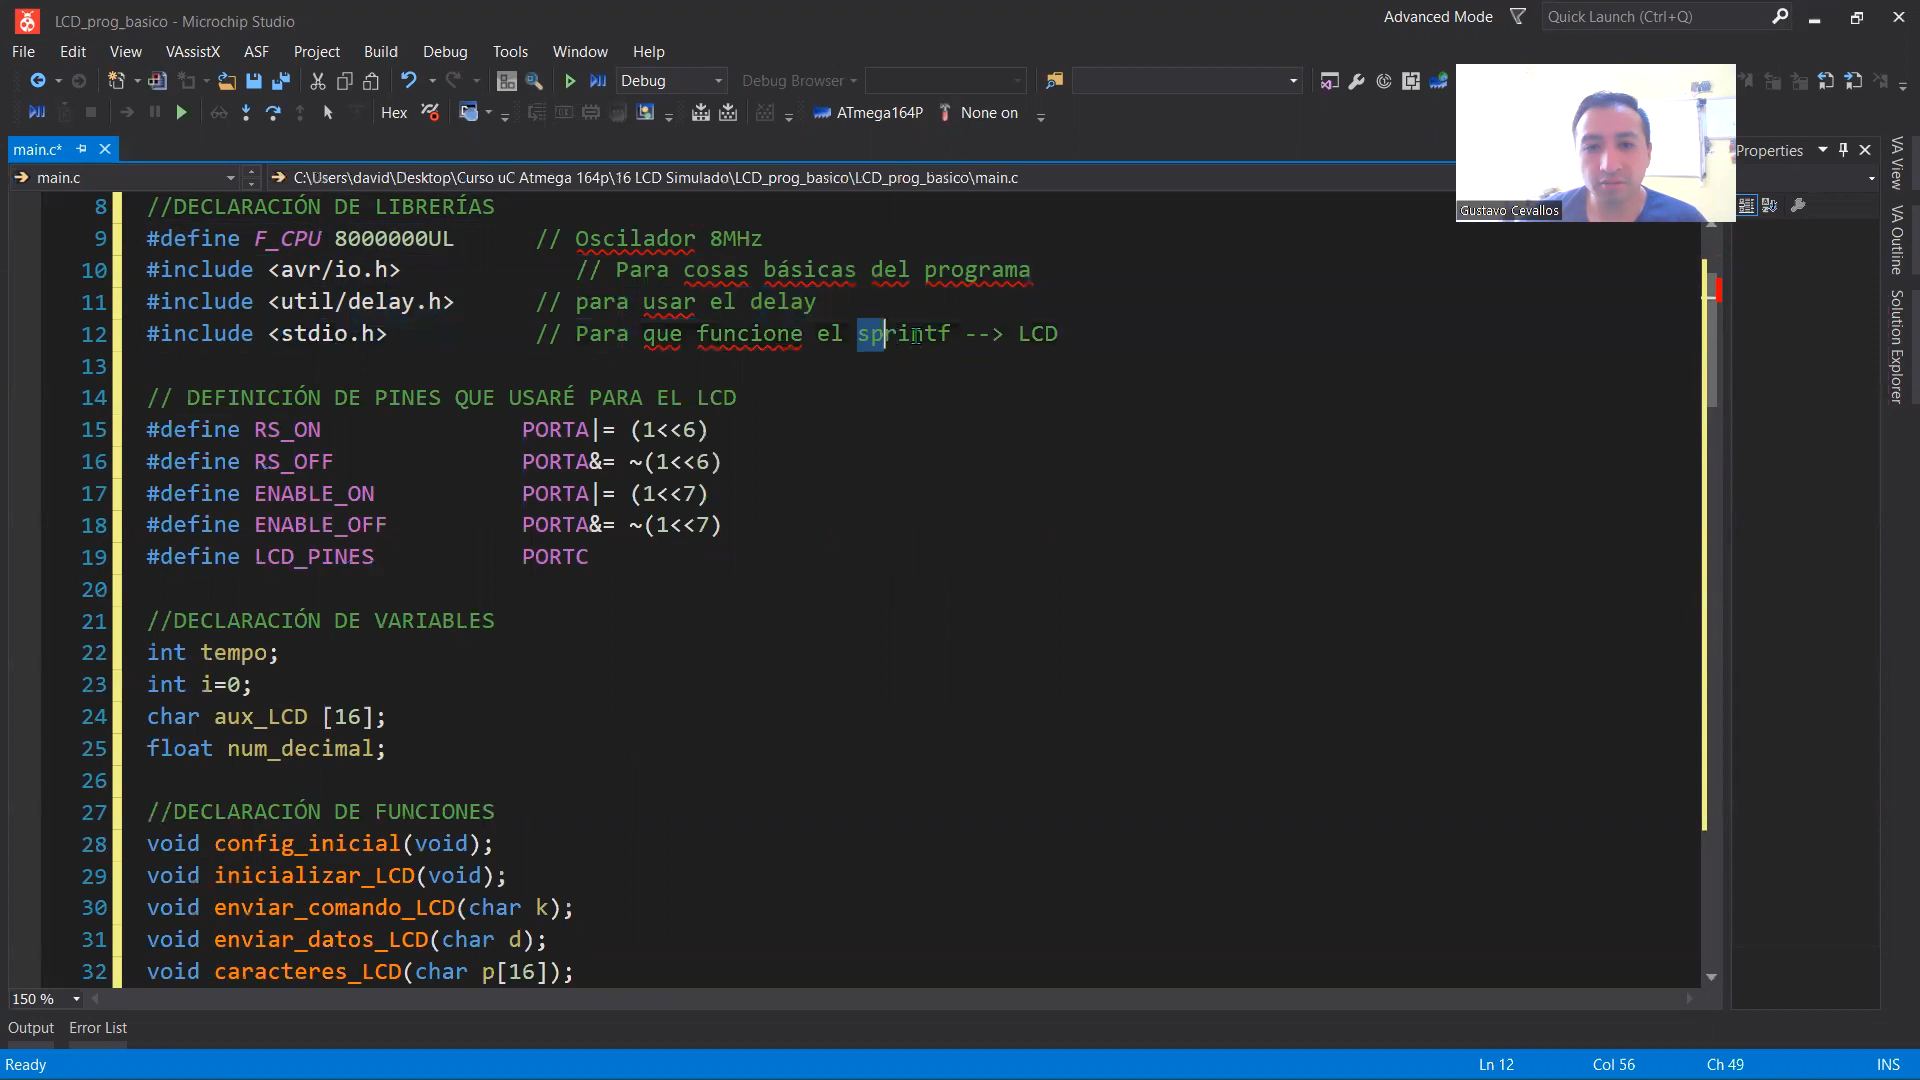 LCD_prog_basico - Microchip Studio
Advanced Mode
Quick Launch (Ctrl+Q)
File Edit View VAssistX ASF Project Build Debug Tools Window Help
Debug
Debug Browser
Hex
ATmega164P
None on
main.c*
main.c
C:\Users\david\Desktop\Curso uC Atmega 164p\16 LCD Simulado\LCD_prog_basico\LCD_prog_basico\main.c
Gustavo Cevallos
Properties
VA View
VA Outline
Solution Explorer
8 //DECLARACIÓN DE LIBRERÍAS
9 #define F_CPU 8000000UL // Oscilador 8MHz
10 #include <avr/io.h> // Para cosas básicas del programa
11 #include <util/delay.h> // para usar el delay
12 #include <stdio.h> // Para que funcione el sprintf --> LCD
13
14 // DEFINICIÓN DE PINES QUE USARÉ PARA EL LCD
15 #define RS_ON PORTA|= (1<<6)
16 #define RS_OFF PORTA&= ~(1<<6)
17 #define ENABLE_ON PORTA|= (1<<7)
18 #define ENABLE_OFF PORTA&= ~(1<<7)
19 #define LCD_PINES PORTC
20
21 //DECLARACIÓN DE VARIABLES
22 int tempo;
23 int i=0;
24 char aux_LCD [16];
25 float num_decimal;
26
27 //DECLARACIÓN DE FUNCIONES
28 void config_inicial(void);
29 void inicializar_LCD(void);
30 void enviar_comando_LCD(char k);
31 void enviar_datos_LCD(char d);
32 void caracteres_LCD(char p[16]);
150 %
Output Error List
Ready
Ln 12
Col 56
Ch 49
INS